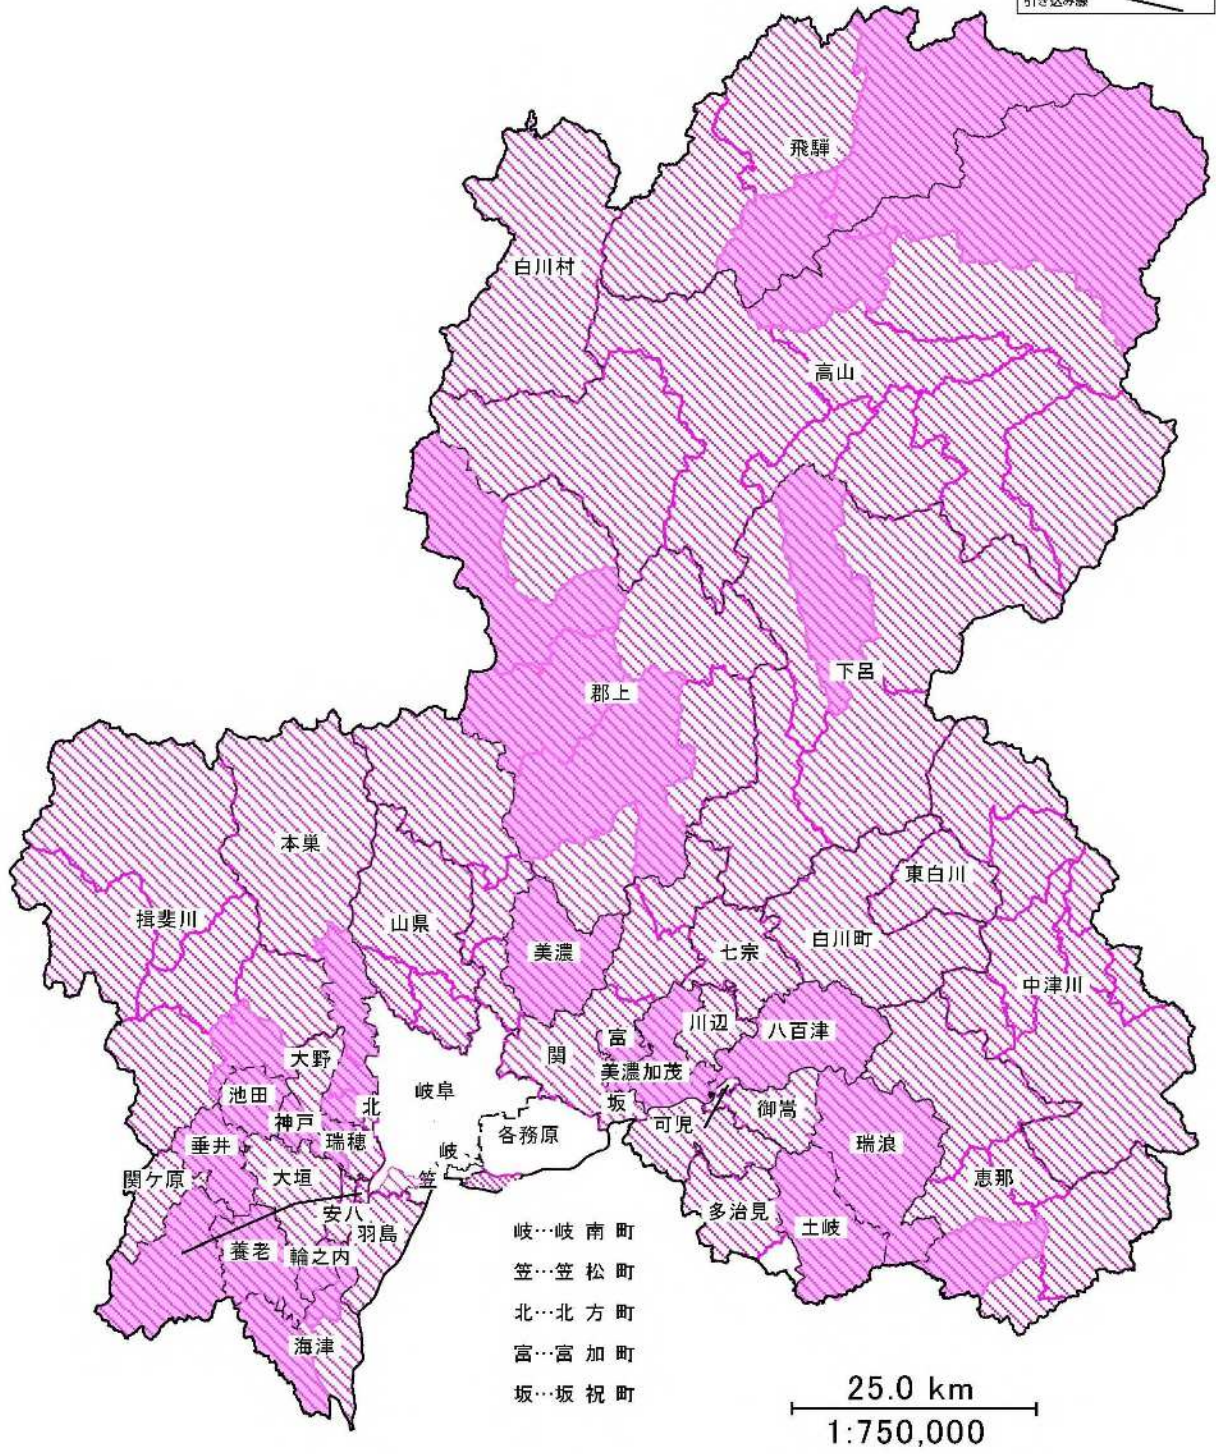 引き込み線
飛騨
白川村
高山
下呂
郡上
本巣
東白川
揖斐川
山県
美濃
七宗
白川町
中津川
川辺
八百津
富
関
大野
美濃加茂
池田
岐阜
坂
御嵩
神戸
北
可児
瑞浪
垂井
瑞穂
岐
各務原
関ケ原
大垣
笠
恵那
安八
多治見
羽島
土岐
養老
輪之内
海津
岐…岐南町
笠…笠松町
北…北方町
富…富加町
坂…坂祝町
25.0 km
1:750,000